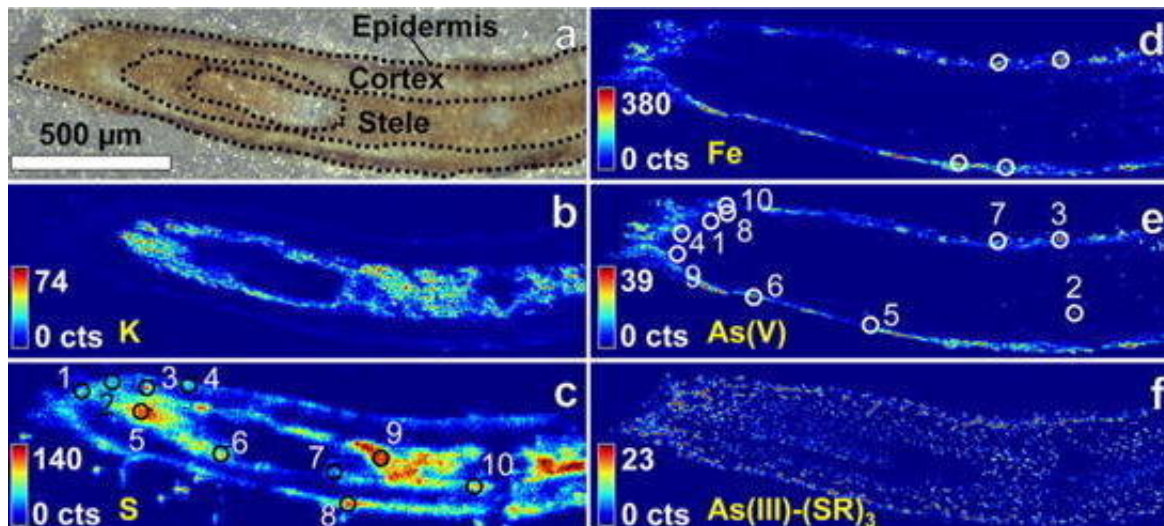 Epidermis
a
Cortex
Stele
500 µm
b
74
0 cts
K
1
2
3
4
c
5
6
7
9
10
8
140
0 cts
S
d
380
0 cts
Fe
10
8
1
4
9
7
3
e
6
5
2
39
0 cts
As(V)
f
23
0 cts
As(III)-(SR)₃